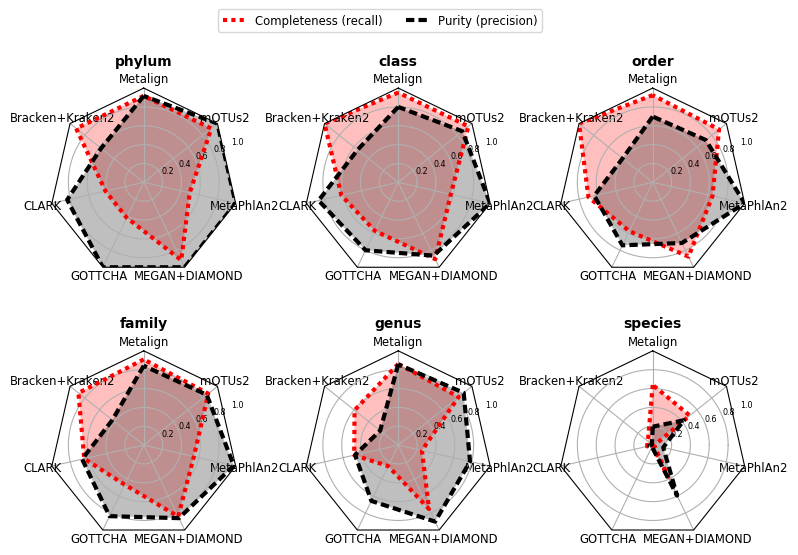 Completeness (recall) Purity (precision)
phylum class order
Metalign Metalign Metalign
Bracken+Kraken2 mOTUs2 Bracken+Kraken2 mOTUs2 Bracken+Kraken2 mOTUs2
0.2 0.4 0.6 0.8 1.0 0.2 0.4 0.6 0.8 1.0 0.2 0.4 0.6 0.8 1.0
CLARK MetaPhlAn2 CLARK MetaPhlAn2 CLARK MetaPhlAn2
GOTTCHA MEGAN+DIAMOND GOTTCHA MEGAN+DIAMOND GOTTCHA MEGAN+DIAMOND
family genus species
Metalign Metalign Metalign
Bracken+Kraken2 mOTUs2 Bracken+Kraken2 mOTUs2 Bracken+Kraken2 mOTUs2
0.2 0.4 0.6 0.8 1.0 0.2 0.4 0.6 0.8 1.0 0.2 0.4 0.6 0.8 1.0
CLARK MetaPhlAn2 CLARK MetaPhlAn2 CLARK MetaPhlAn2
GOTTCHA MEGAN+DIAMOND GOTTCHA MEGAN+DIAMOND GOTTCHA MEGAN+DIAMOND